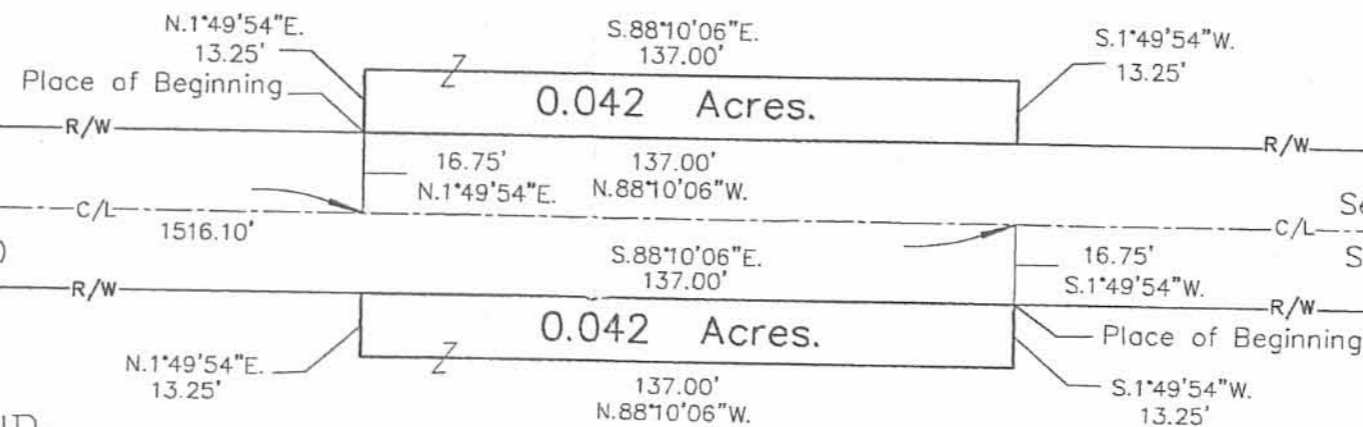 N.1°49'54"E.
13.25'
S.88°10'06"E.
137.00'
S.1°49'54"W.
13.25'
Place of Beginning
0.042 Acres.
R/W
R/W
16.75'
N.1°49'54"E.
137.00'
N.88°10'06"W.
C/L
1516.10'
C/L
S.88°10'06"E.
137.00'
16.75'
S.1°49'54"W.
R/W
R/W
0.042 Acres.
Place of Beginning
N.1°49'54"E.
13.25'
137.00'
N.88°10'06"W.
S.1°49'54"W.
13.25'